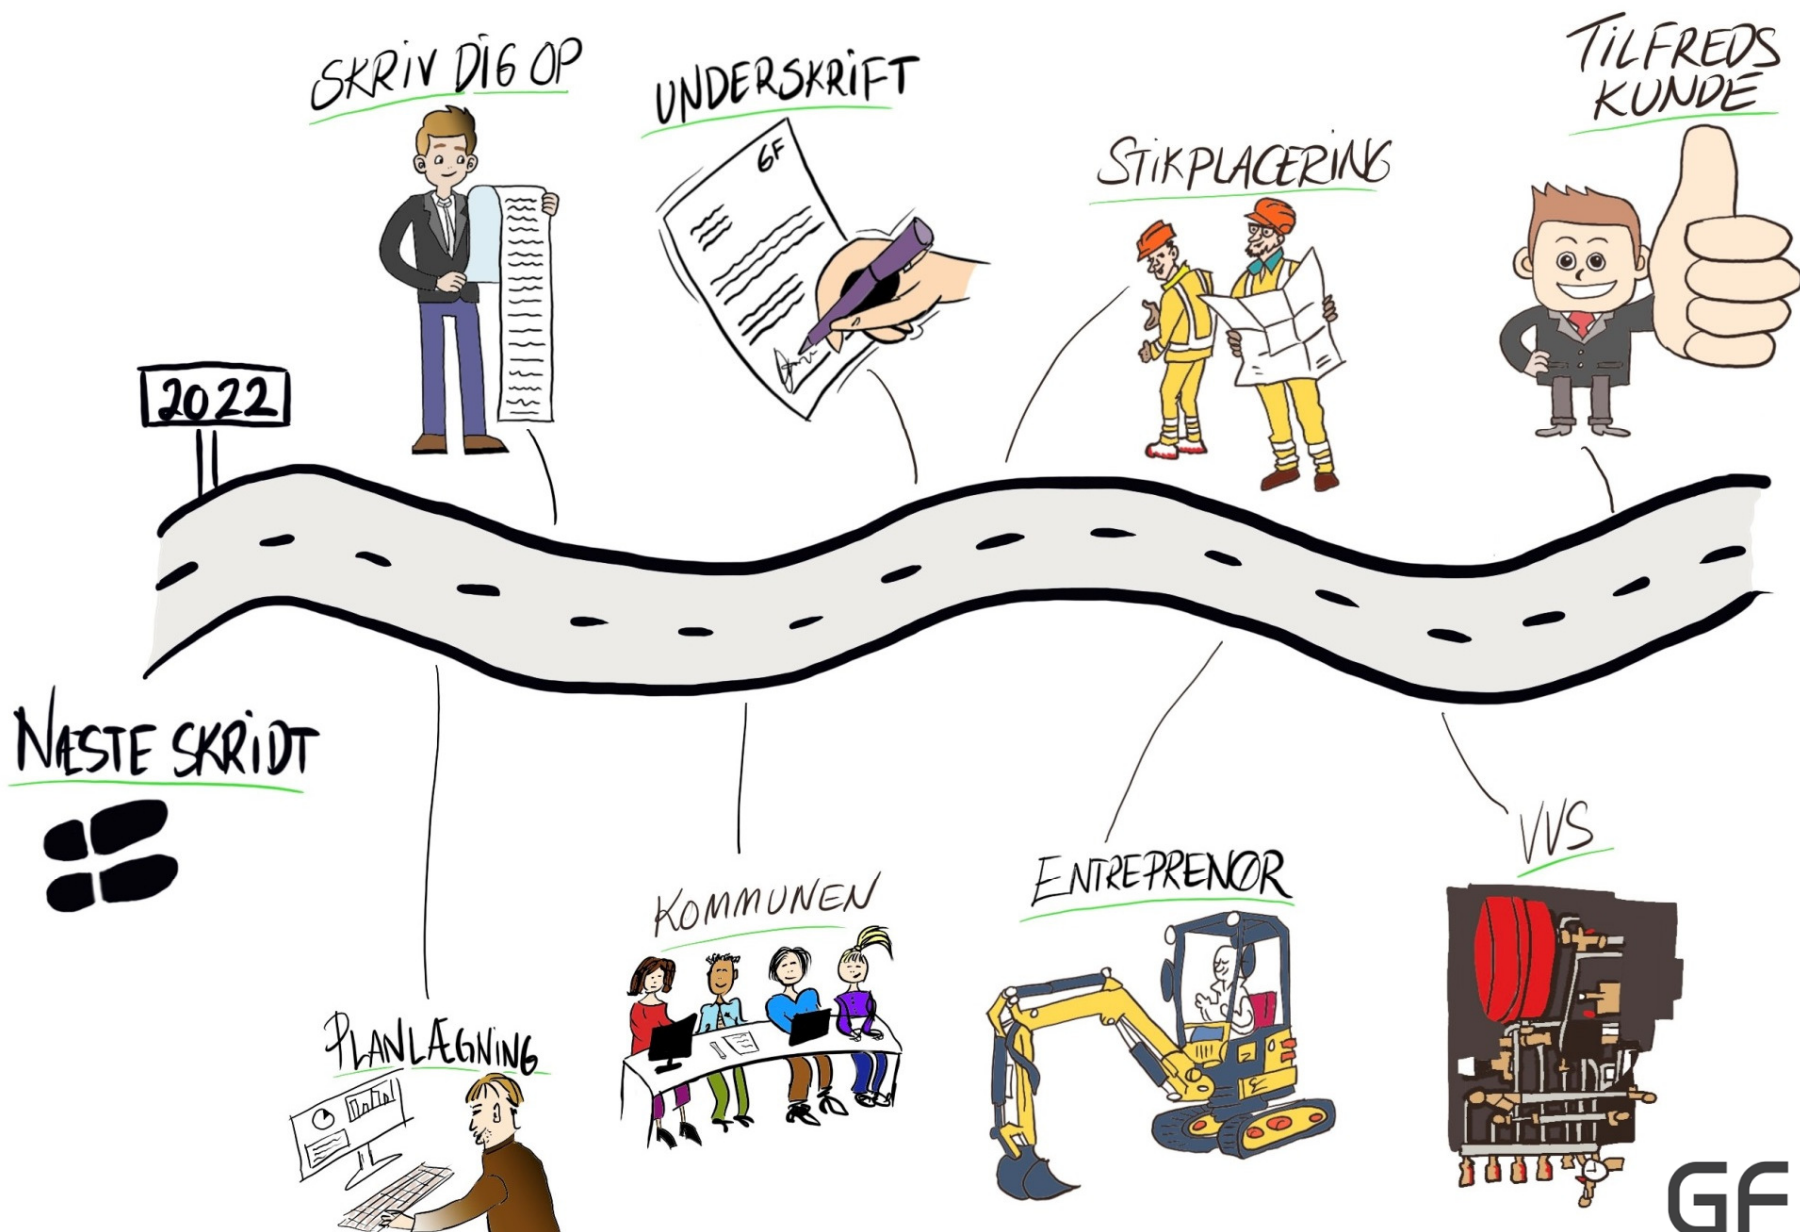 SKRIV DIG OP
UNDERSKRIFT
GF
STIKPLACERING
TILFREDS
KUNDE
2022
NÆSTE SKRIDT
PLANLÆGNING
KOMMUNEN
ENTREPRENØR
VVS
GF